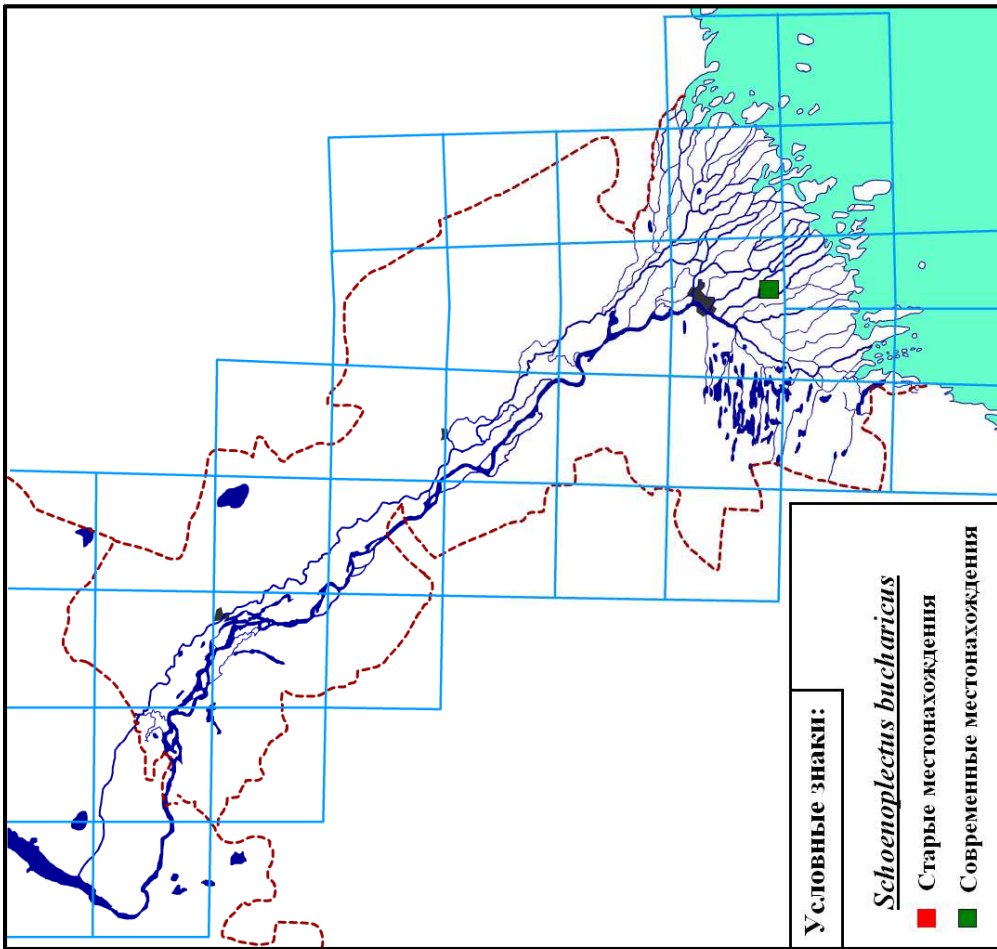 Условные знаки:
Schoenoplectus bucharicus
Старые местонахождения
Современные местонахождения